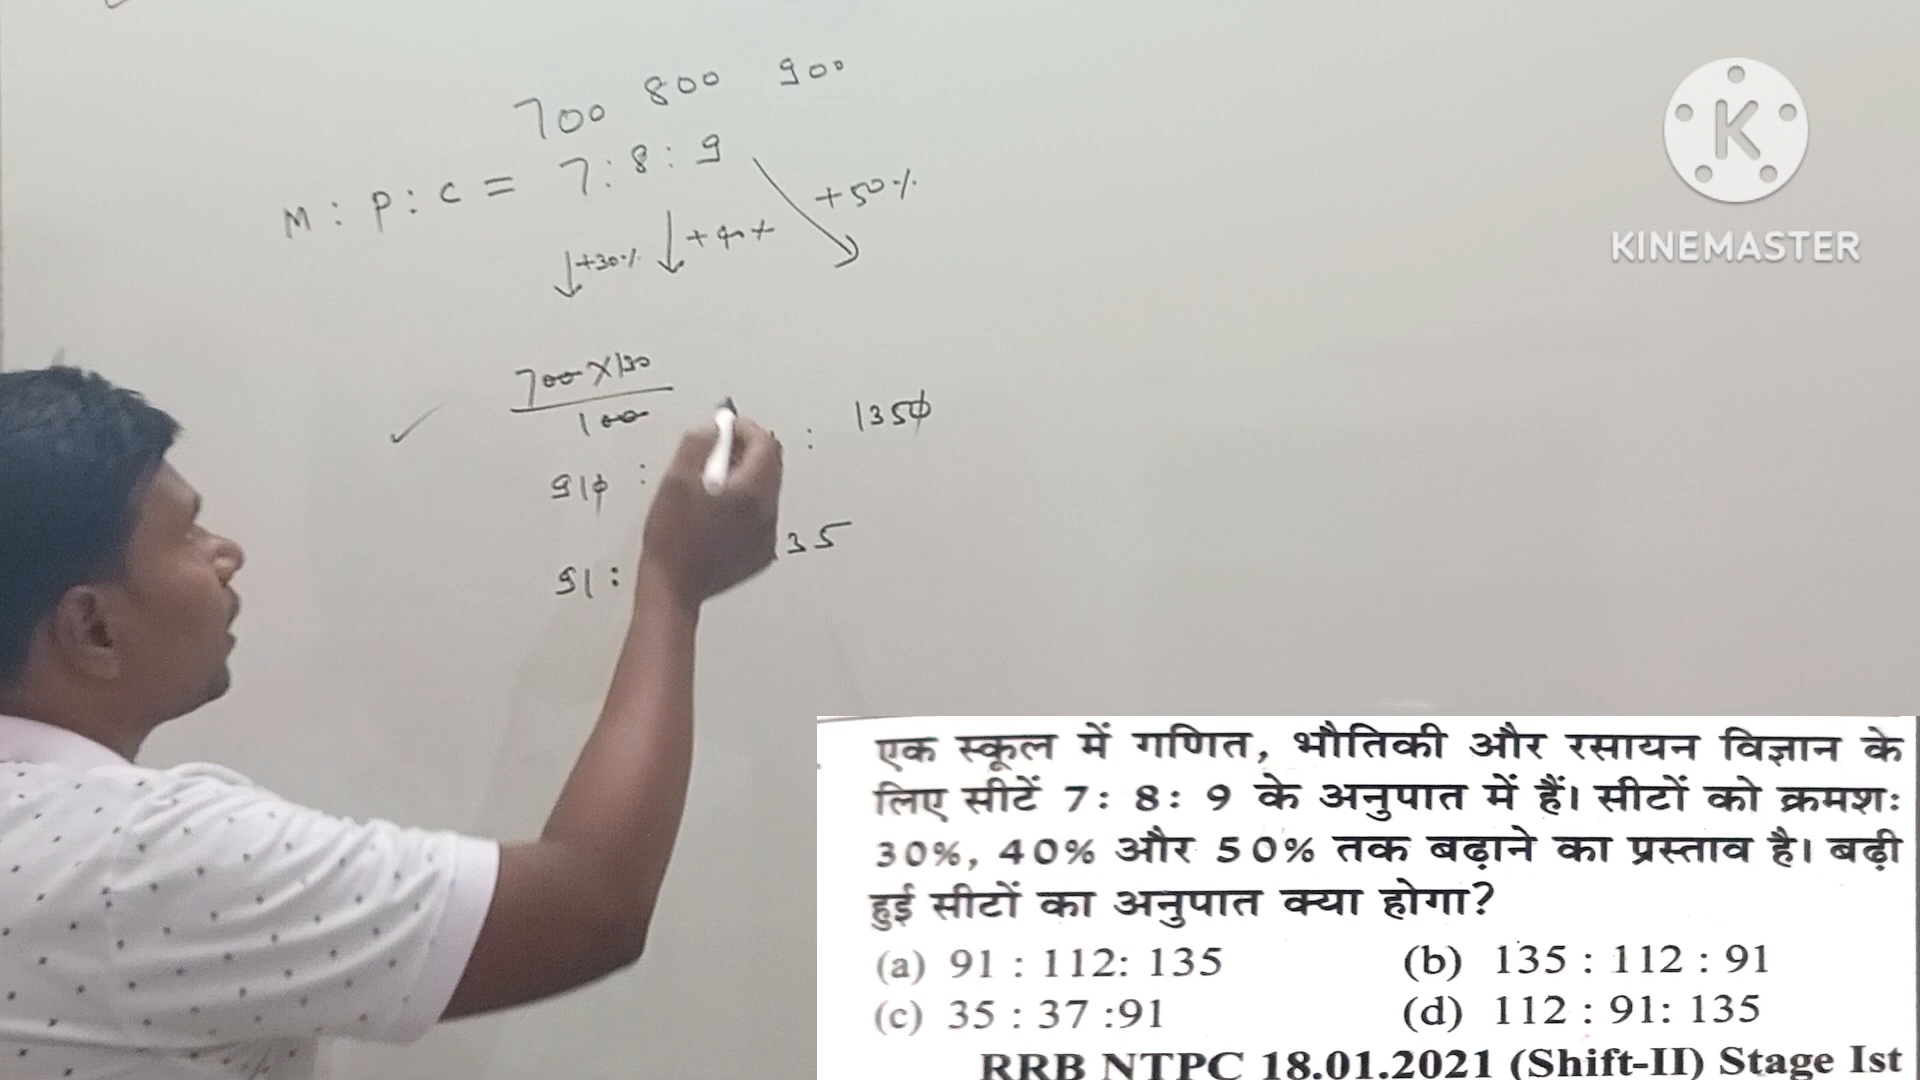 700 800 900
M : P : C = 7 : 8 : 9
+30% +40% +50%
700 × 130
100
: 1350
910 :
91 : 35
KINEMASTER
एक स्कूल में गणित, भौतिकी और रसायन विज्ञान के
लिए सीटें 7: 8: 9 के अनुपात में हैं। सीटों को क्रमशः
30%, 40% और 50% तक बढ़ाने का प्रस्ताव है। बढ़ी
हुई सीटों का अनुपात क्या होगा?
(a) 91 : 112: 135 (b) 135 : 112 : 91
(c) 35 : 37 :91 (d) 112 : 91: 135
RRB NTPC 18.01.2021 (Shift-II) Stage Ist